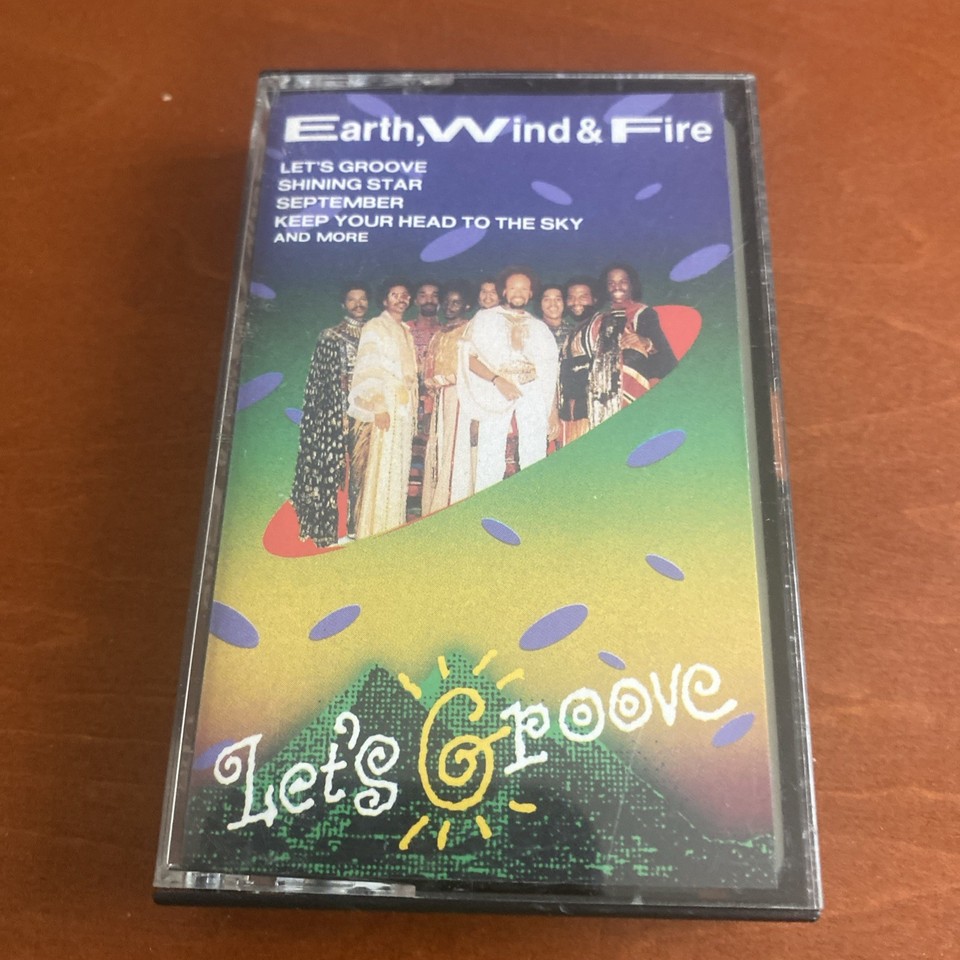 Earth, Wind & Fire
LET'S GROOVE
SHINING STAR
SEPTEMBER
KEEP YOUR HEAD TO THE SKY
AND MORE
Let's Groove